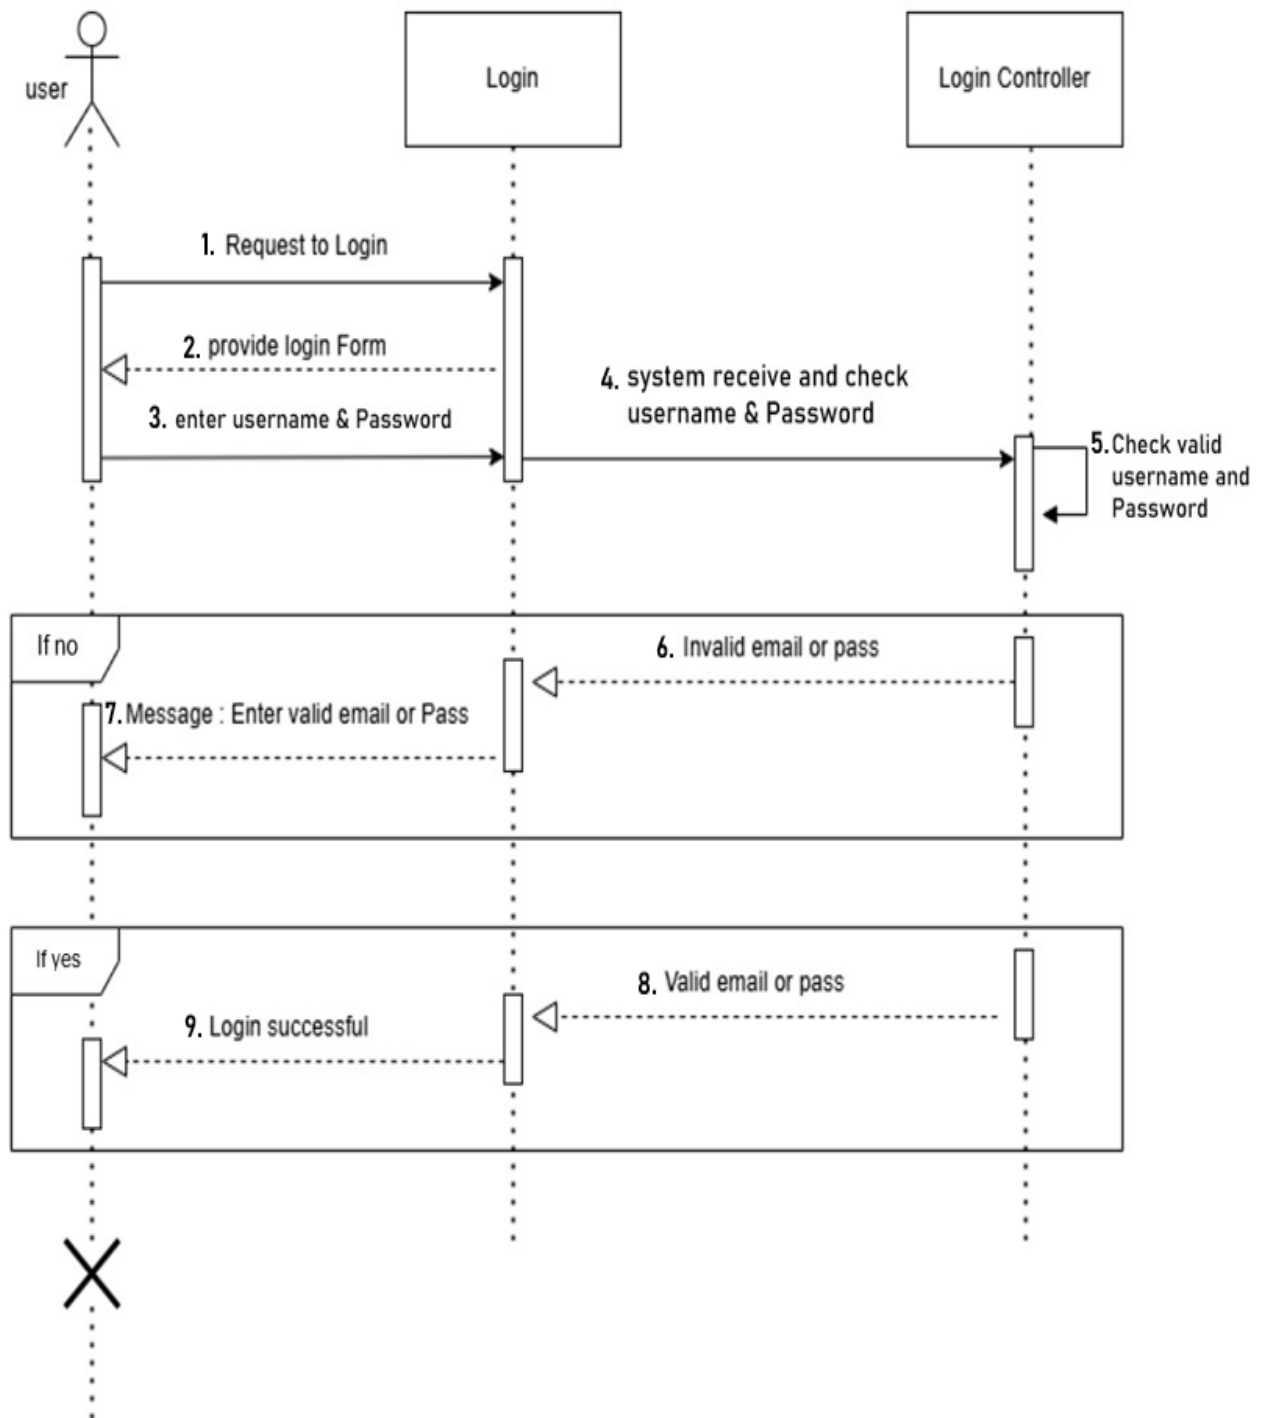 user
Login
Login Controller
1. Request to Login
2. provide login Form
3. enter username & Password
4. system receive and check
username & Password
5. Check valid
username and
Password
If no
6. Invalid email or pass
7. Message : Enter valid email or Pass
If yes
8. Valid email or pass
9. Login successful